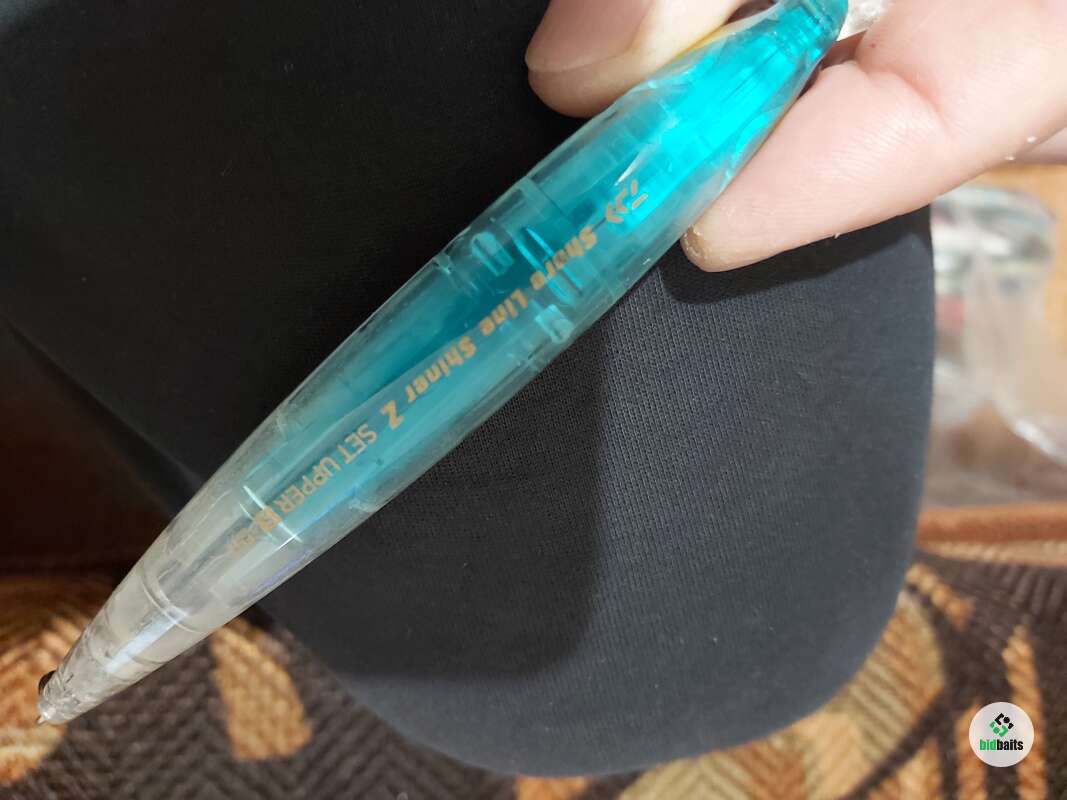 Shore Line Shiner Z SET UPPER
bidbaits